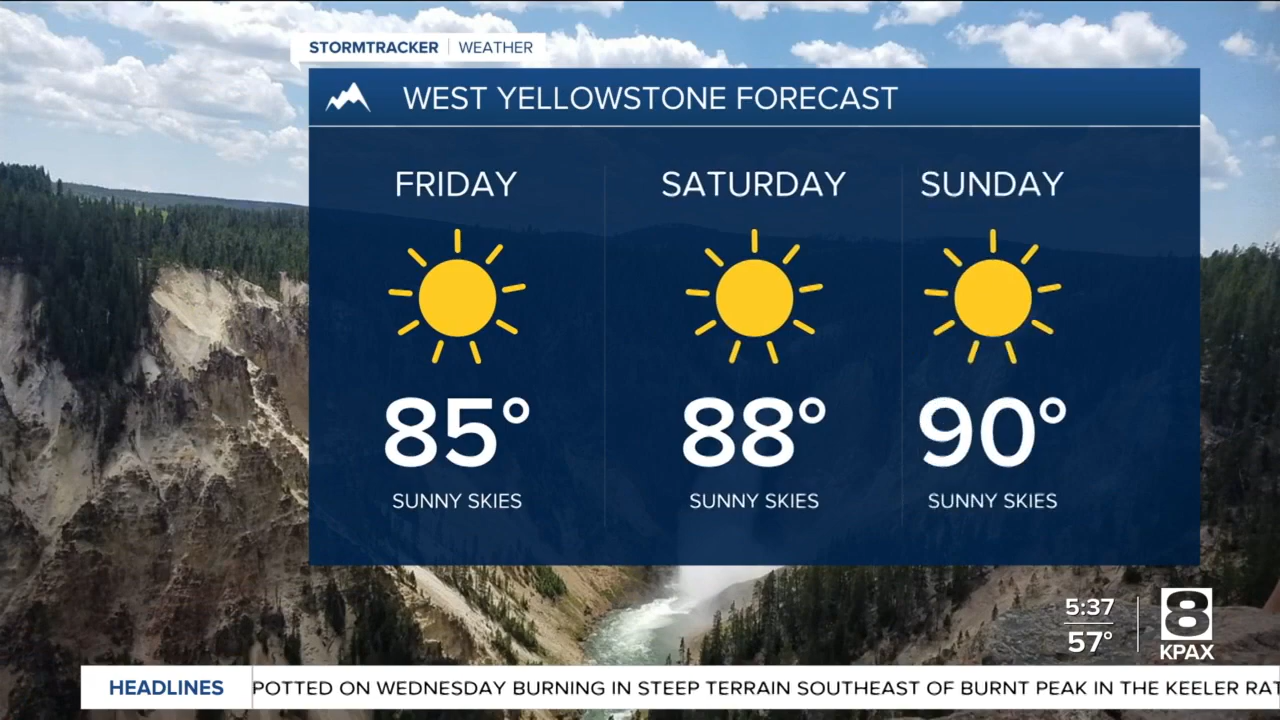 STORMTRACKER | WEATHER
WEST YELLOWSTONE FORECAST
FRIDAY
85°
SUNNY SKIES
SATURDAY
88°
SUNNY SKIES
SUNDAY
90°
SUNNY SKIES
5:37
57°
8
KPAX
HEADLINES
POTTED ON WEDNESDAY BURNING IN STEEP TERRAIN SOUTHEAST OF BURNT PEAK IN THE KEELER RAT